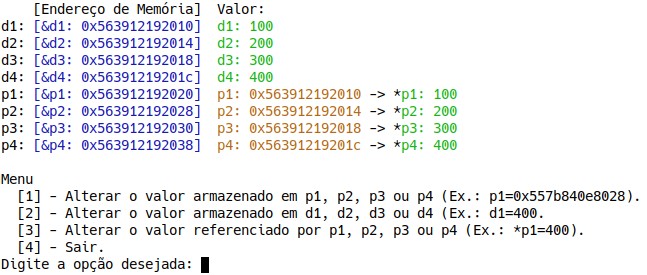 [Endereço de Memória]  Valor:
d1: [&d1: 0x563912192010]  d1: 100
d2: [&d2: 0x563912192014]  d2: 200
d3: [&d3: 0x563912192018]  d3: 300
d4: [&d4: 0x56391219201c]  d4: 400
p1: [&p1: 0x563912192020]  p1: 0x563912192010 -> *p1: 100
p2: [&p2: 0x563912192028]  p2: 0x563912192014 -> *p2: 200
p3: [&p3: 0x563912192030]  p3: 0x563912192018 -> *p3: 300
p4: [&p4: 0x563912192038]  p4: 0x56391219201c -> *p4: 400
Menu
[1] - Alterar o valor armazenado em p1, p2, p3 ou p4 (Ex.: p1=0x557b840e8028).
[2] - Alterar o valor armazenado em d1, d2, d3 ou d4 (Ex.: d1=400.
[3] - Alterar o valor referenciado por p1, p2, p3 ou p4 (Ex.: *p1=400).
[4] - Sair.
Digite a opção desejada: